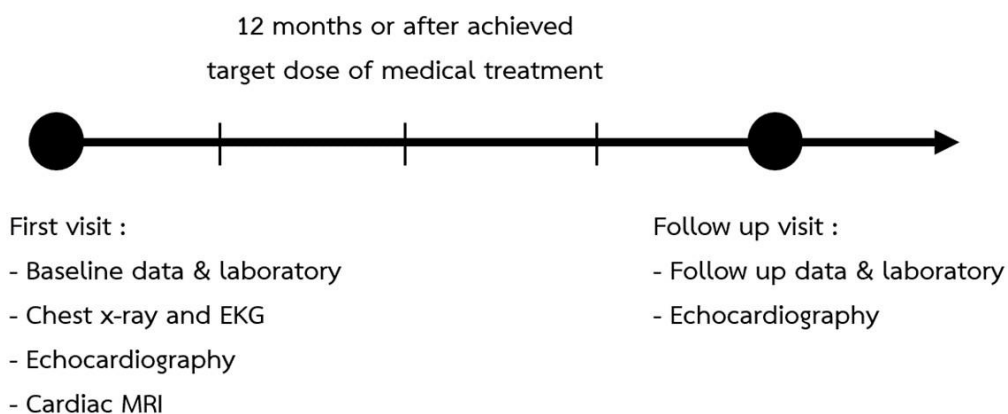 12 months or after achieved
target dose of medical treatment
First visit :
- Baseline data & laboratory
- Chest x-ray and EKG
- Echocardiography
- Cardiac MRI
Follow up visit :
- Follow up data & laboratory
- Echocardiography